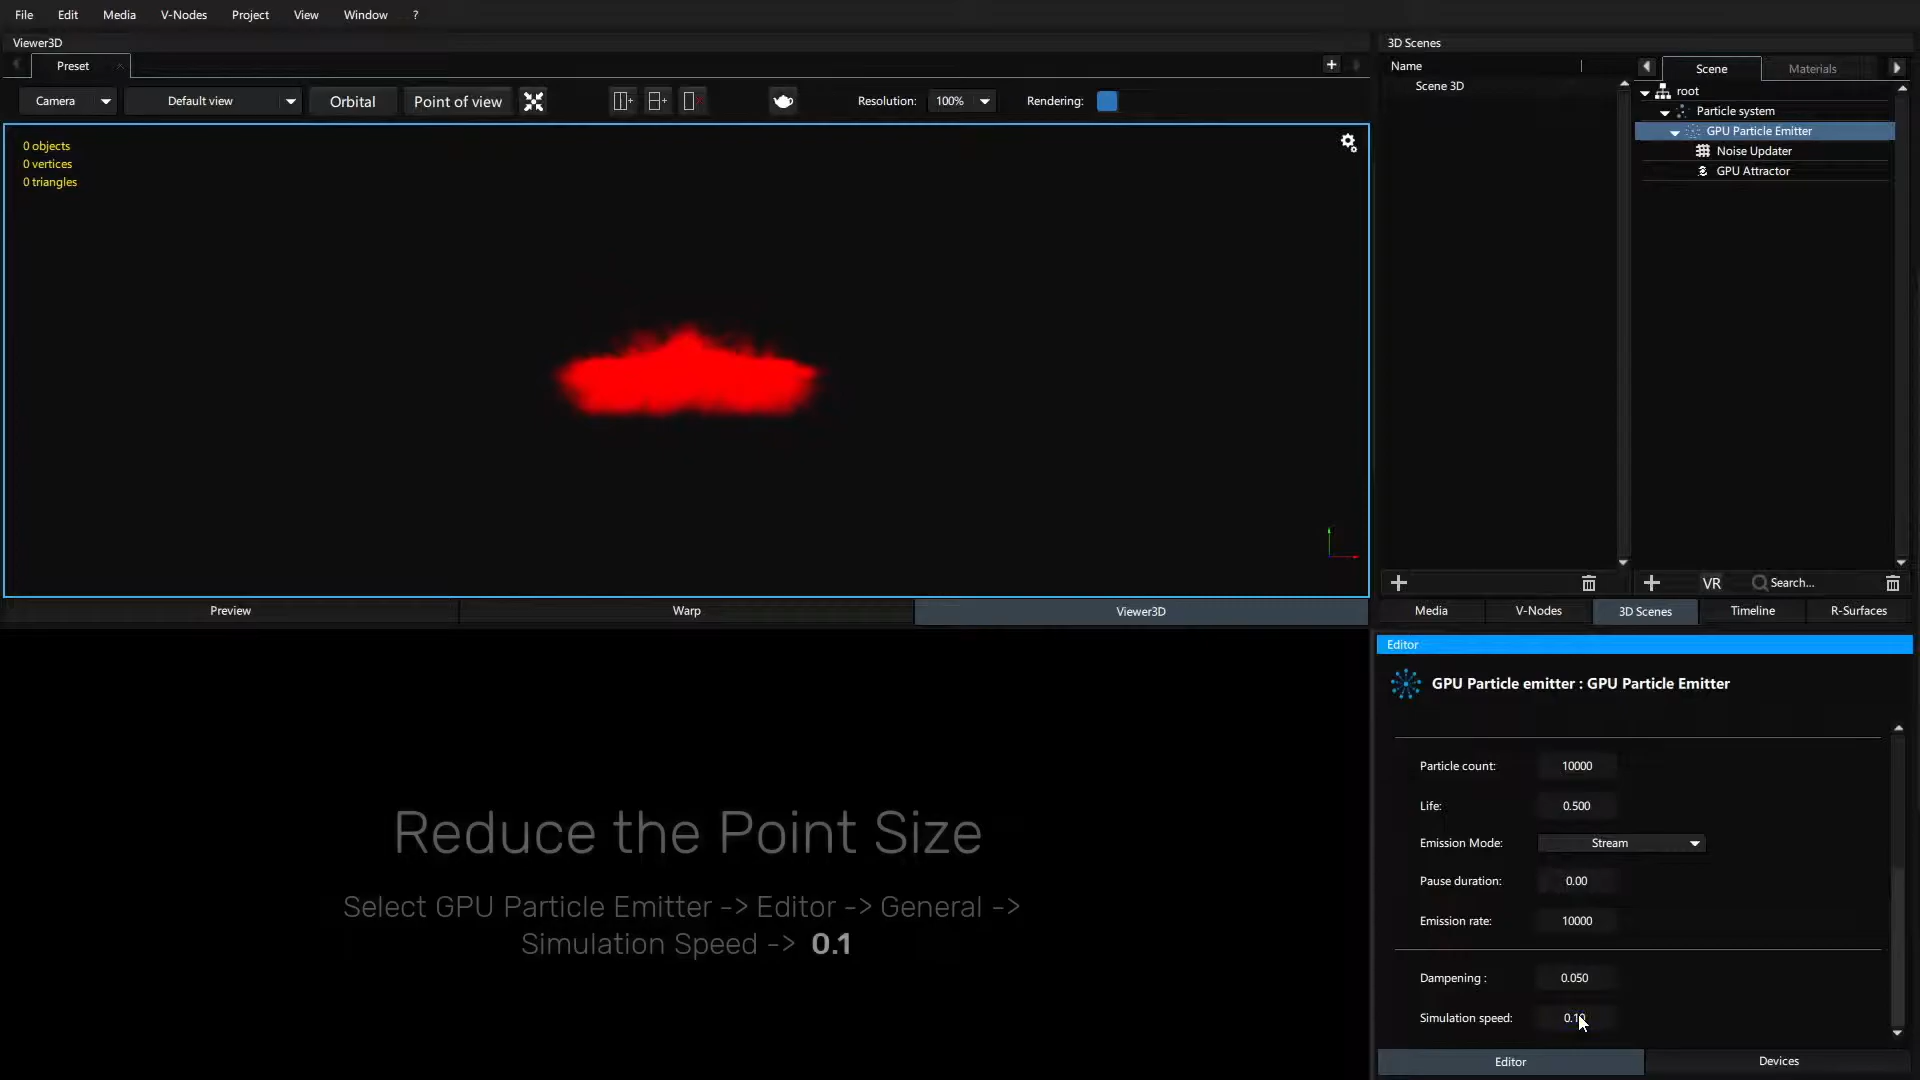 File Edit Media V-Nodes Project View Window ?
Viewer3D
Preset
Camera Default view Orbital Point of view Resolution: 100% Rendering:
0 objects
0 vertices
0 triangles
Preview Warp Viewer3D
3D Scenes
Name
Scene 3D
Scene Materials
root
Particle system
GPU Particle Emitter
Noise Updater
GPU Attractor
VR Search...
Media V-Nodes 3D Scenes Timeline R-Surfaces
Reduce the Point Size
Select GPU Particle Emitter -> Editor -> General ->
Simulation Speed -> 0.1
Editor
GPU Particle emitter : GPU Particle Emitter
Particle count: 10000
Life: 0.500
Emission Mode: Stream
Pause duration: 0.00
Emission rate: 10000
Dampening : 0.050
Simulation speed: 0.10
Editor Devices